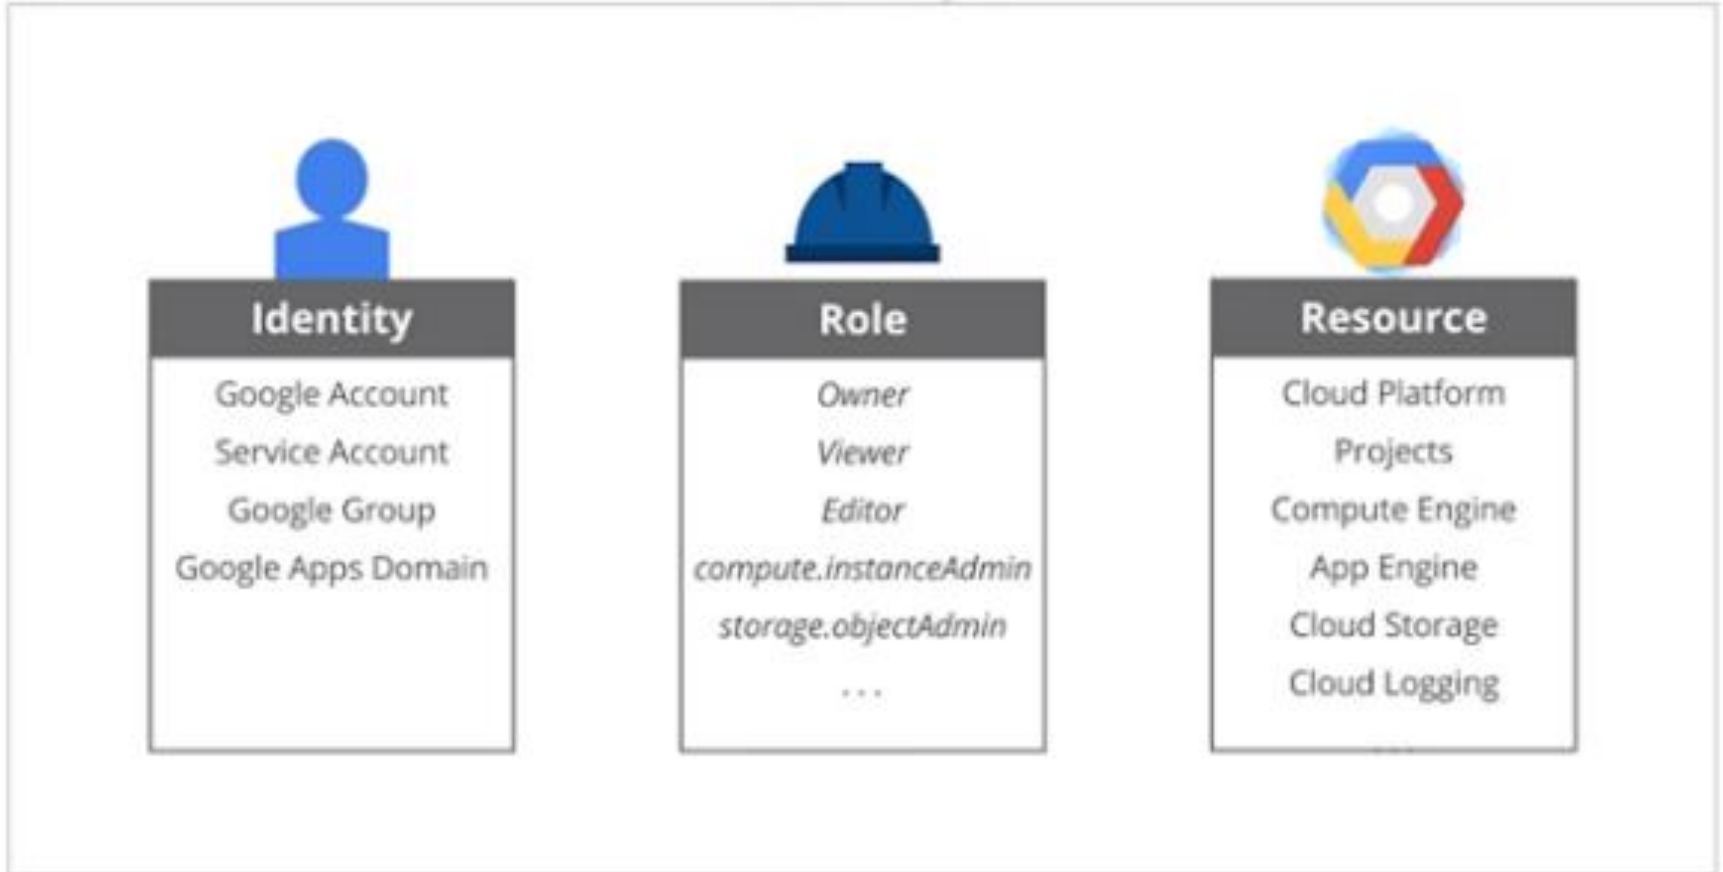 Identity
Google Account
Service Account
Google Group
Google Apps Domain
Role
Owner
Viewer
Editor
compute.instanceAdmin
storage.objectAdmin
...
Resource
Cloud Platform
Projects
Compute Engine
App Engine
Cloud Storage
Cloud Logging
...